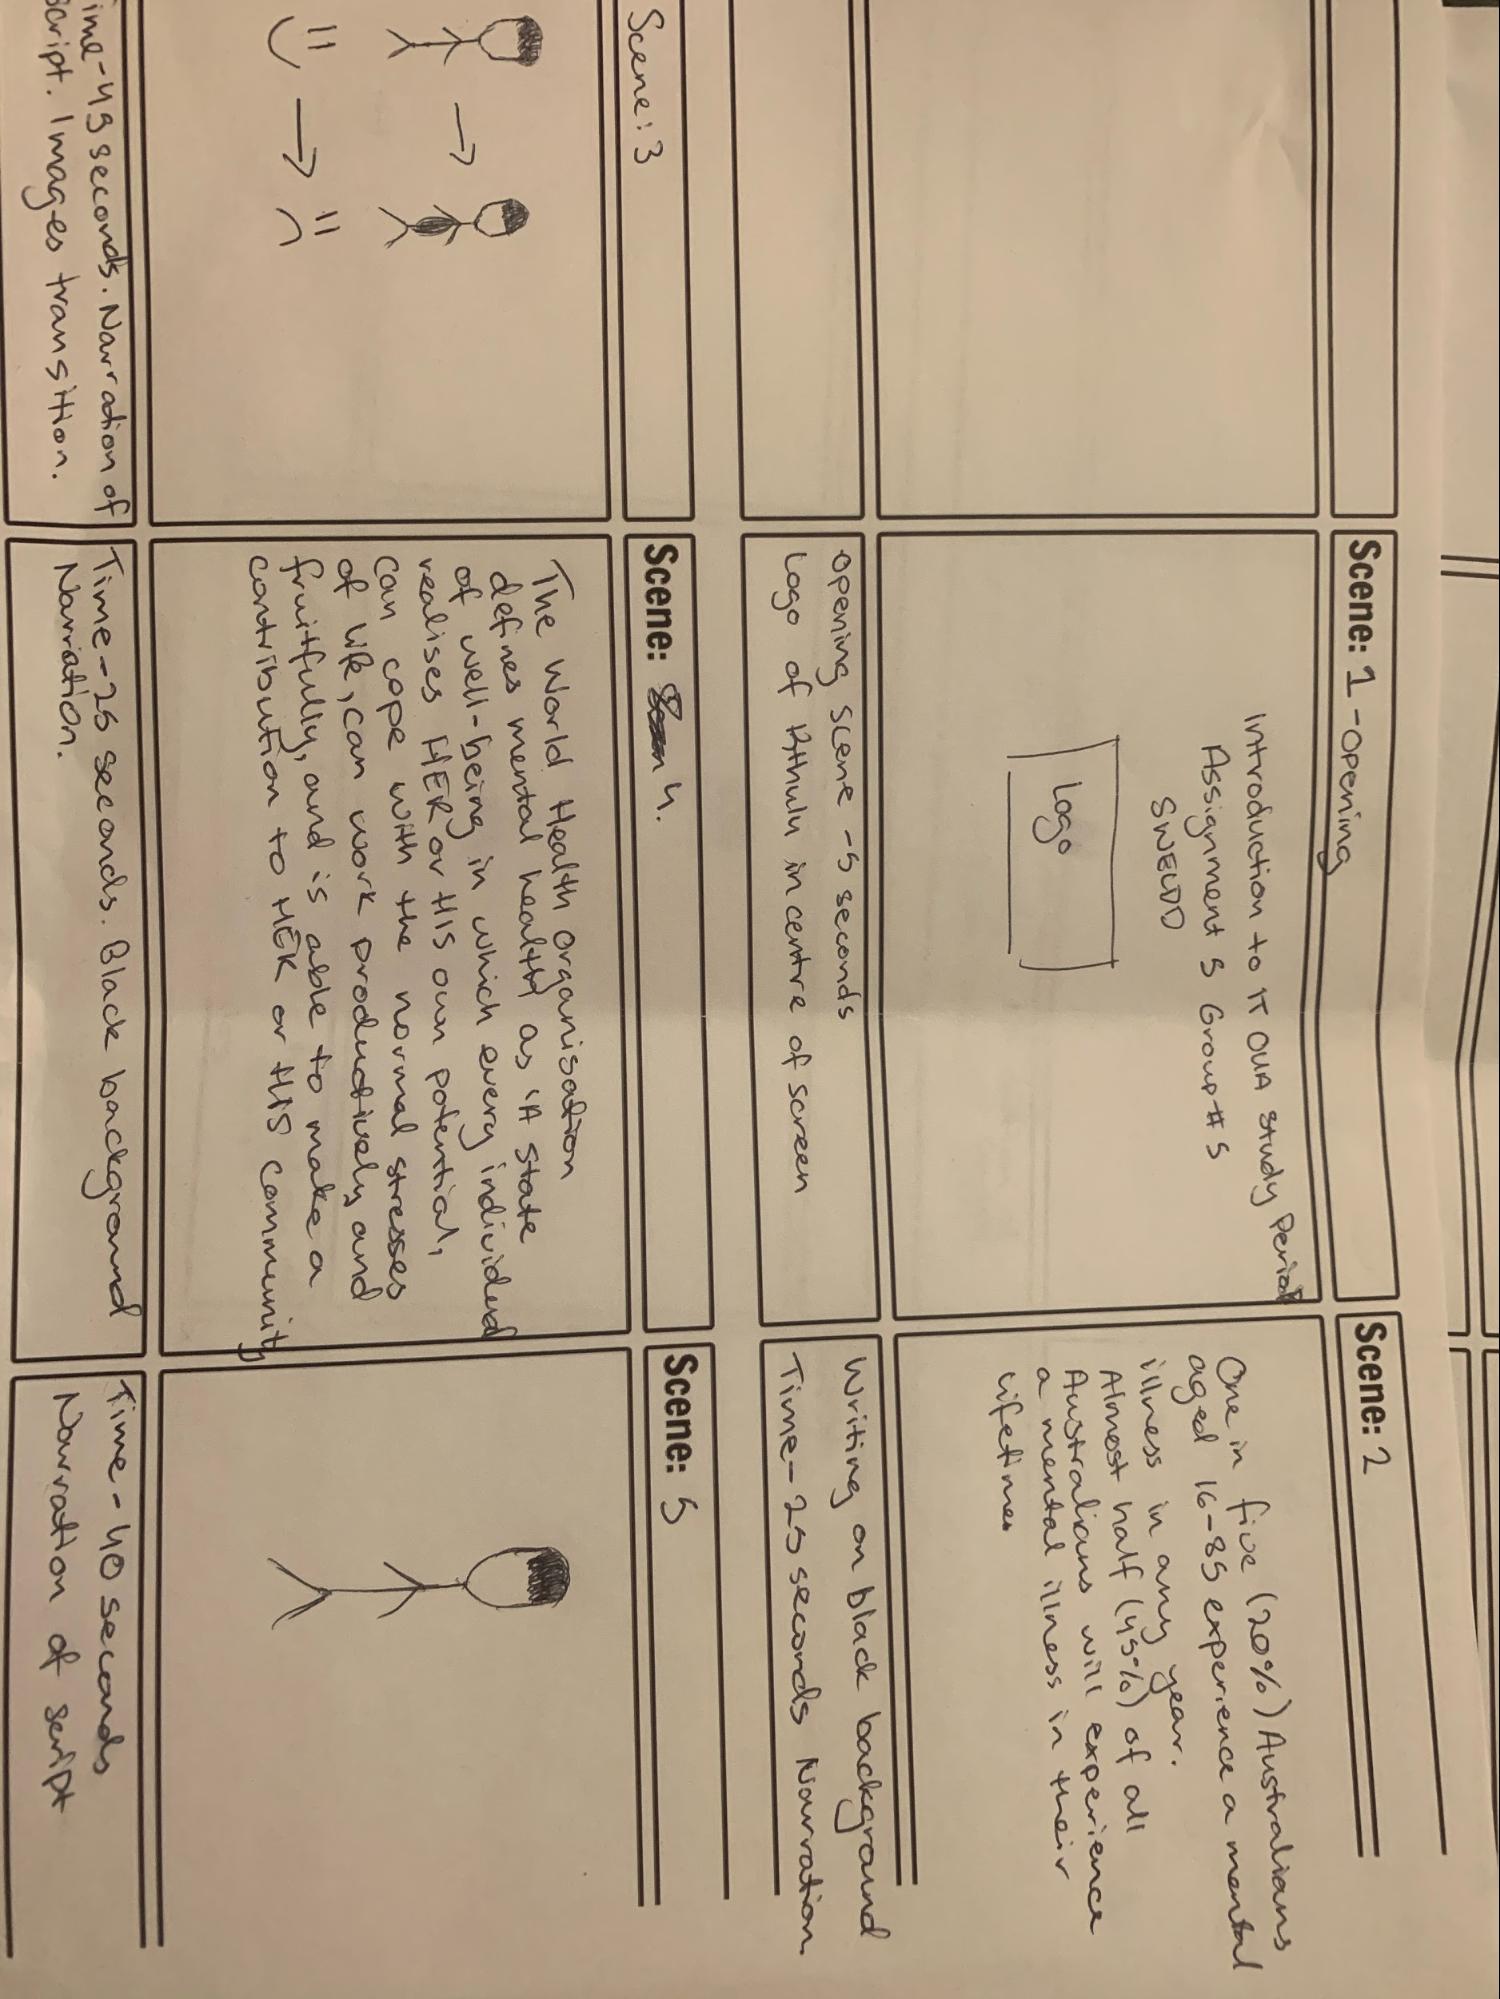 Scene: 1 - opening
Introduction to IT OUA Study Period
Assignment 3 Group #5
SWEUDD
Logo
opening scene - 5 seconds
Logo of in centre of screen
Scene: 2
One in five (20%) Australians
aged 16-85 experience a mental
illness in any year.
Almost half (45%) of all
Australians will experience
a mental illness in their
lifetime.
Writing on black background
Time - 25 seconds Narration.
Scene: 3
ime - 49 seconds. Narration of
script. Images transition.
Scene: 4.
The World Health Organisation
defines mental health as 'A state
of well-being in which every individual
realises HER or HIS own potential,
can cope with the normal stresses
of life, can work productively and
fruitfully, and is able to make a
contribution to HER or HIS community
Time - 25 seconds. Black background
Narration.
Scene: 5
Time - 40 seconds
Narration of script